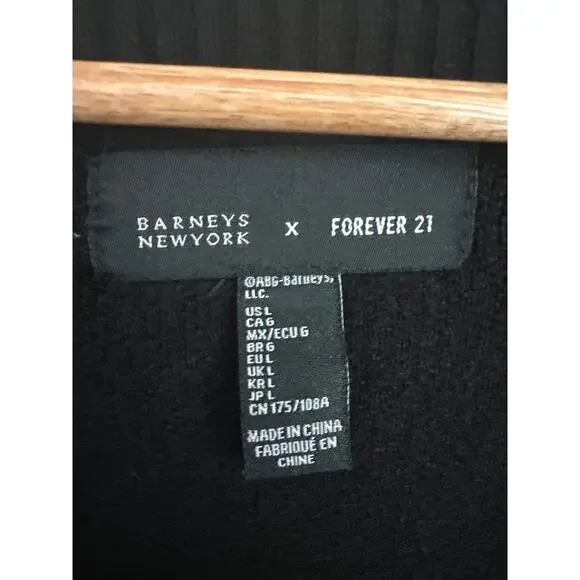 BARNEYS
NEWYORK
X
FOREVER 21
©ABG-Barneys,
LLC.
US L
CA G
MX/ECU G
BR G
EU L
UK L
KR L
JP L
CN 175/108A
MADE IN CHINA
FABRIQUÉ EN
CHINE